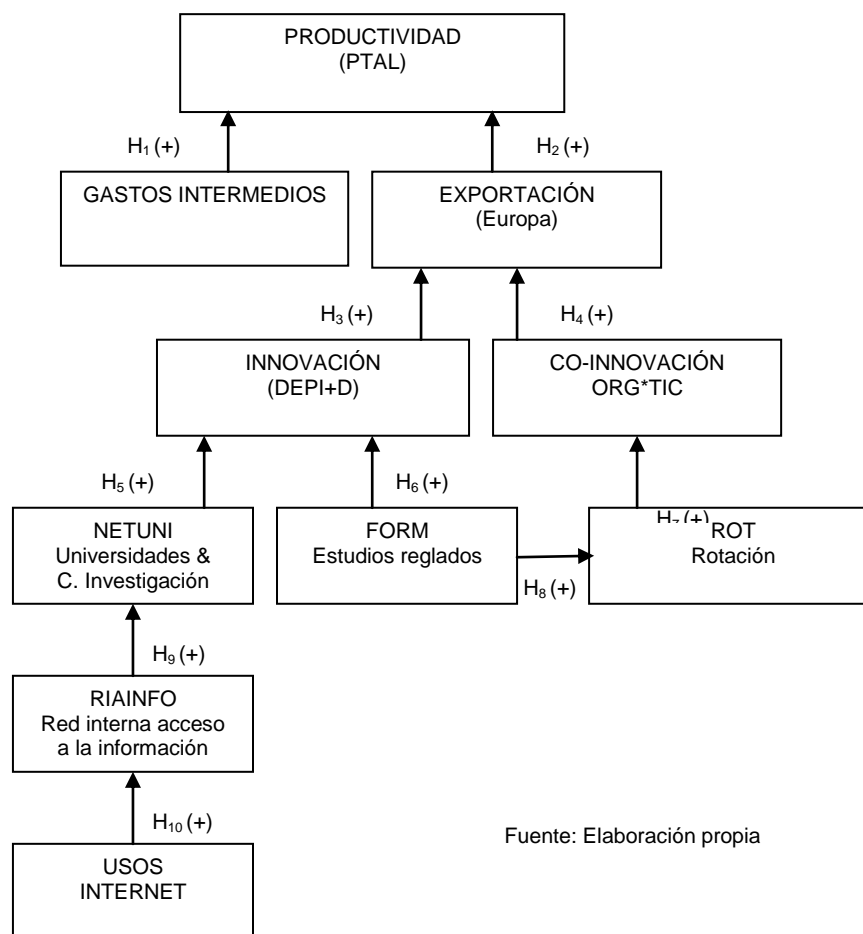 PRODUCTIVIDAD
(PTAL)
H₁ (+)
H₂ (+)
GASTOS INTERMEDIOS
EXPORTACIÓN
(Europa)
H₃ (+)
H₄ (+)
INNOVACIÓN
(DEPI+D)
CO-INNOVACIÓN
ORG*TIC
H₅ (+)
H₆ (+)
H₇ (+)
NETUNI
Universidades &
C. Investigación
FORM
Estudios reglados
ROT
Rotación
H₈ (+)
H₉ (+)
RIAINFO
Red interna acceso
a la información
H₁₀ (+)
Fuente: Elaboración propia
USOS
INTERNET